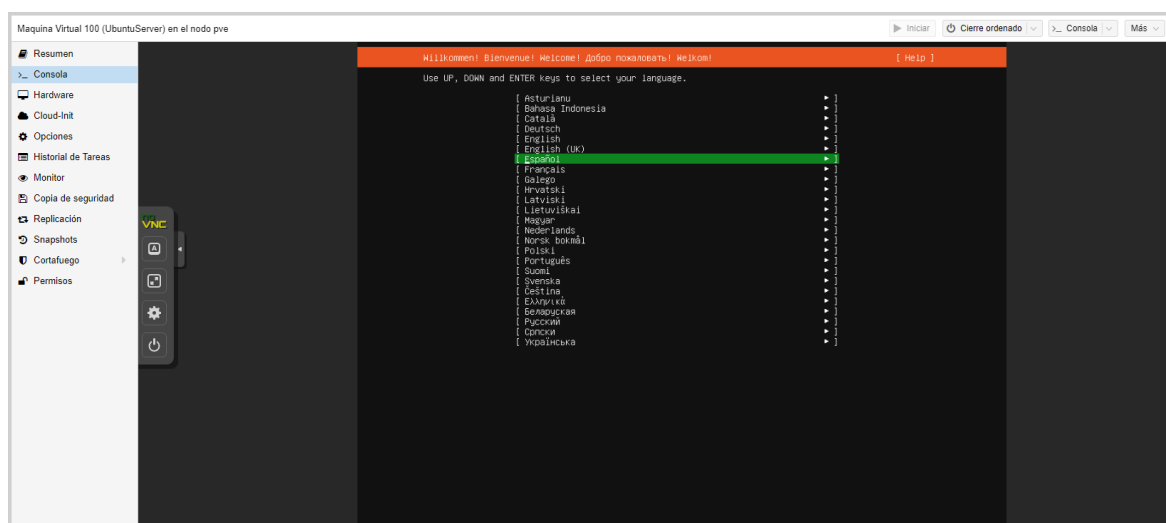 Maquina Virtual 100 (UbuntuServer) en el nodo pve
Iniciar
Cierre ordenado
>_ Consola
Más
Resumen
>_ Consola
Hardware
Cloud-Init
Opciones
Historial de Tareas
Monitor
Copia de seguridad
Replicación
Snapshots
Cortafuego
Permisos
no
VNC
A
Willkommen! Bienvenue! Welcome! Добро пожаловать! Welkom! [ Help ]
Use UP, DOWN and ENTER keys to select your language.
[ Asturianu ► ]
[ Bahasa Indonesia ► ]
[ Català ► ]
[ Deutsch ► ]
[ English ► ]
[ English (UK) ► ]
[ Español ► ]
[ Français ► ]
[ Galego ► ]
[ Hrvatski ► ]
[ Latviski ► ]
[ Lietuviškai ► ]
[ Magyar ► ]
[ Nederlands ► ]
[ Norsk bokmål ► ]
[ Polski ► ]
[ Português ► ]
[ Suomi ► ]
[ Svenska ► ]
[ Čeština ► ]
[ Ελληνικά ► ]
[ Беларуская ► ]
[ Русский ► ]
[ Српски ► ]
[ Українська ► ]